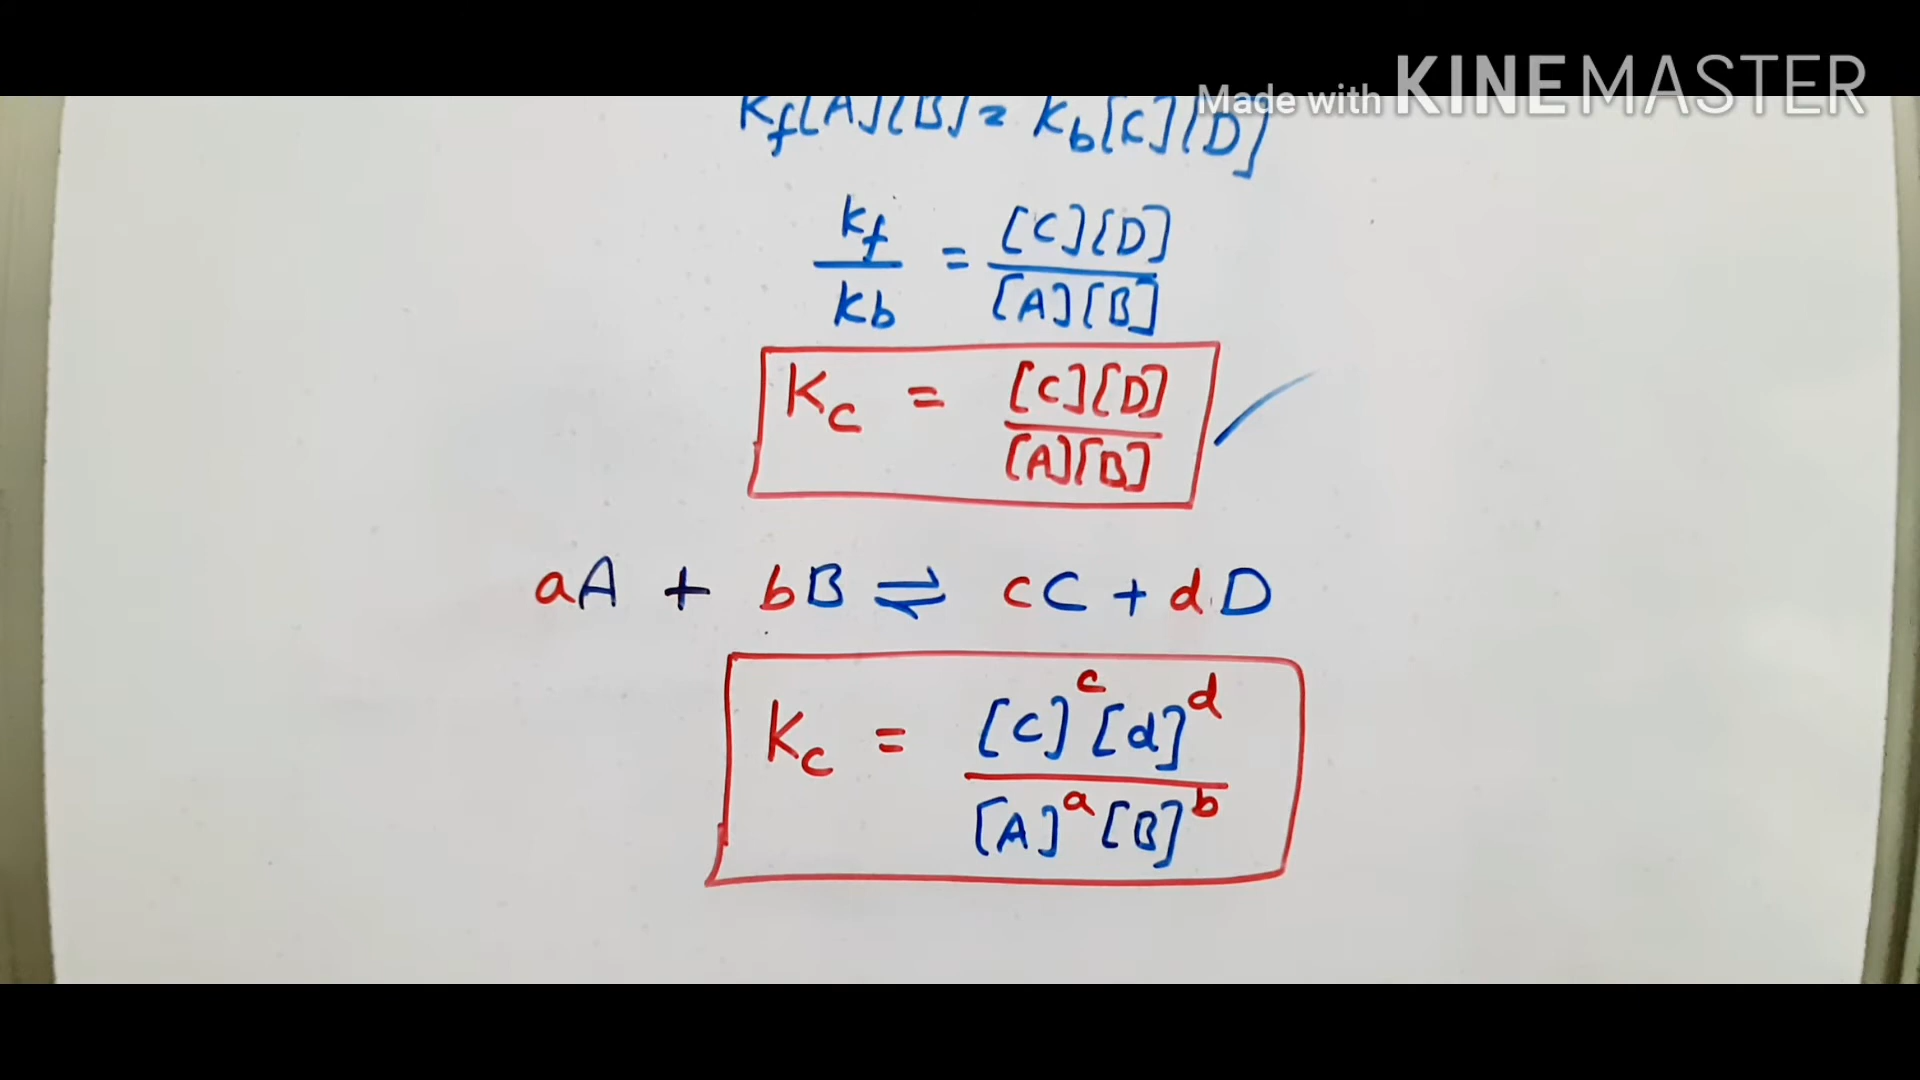 Made with KINEMASTER
Kf[A][B] = Kb[C][D]
kf/kb = [C][D]/[A][B]
Kc = [C][D]/[A][B]
aA + bB ⇌ cC + dD
Kc = [C]^c [d]^d/[A]^a [B]^b